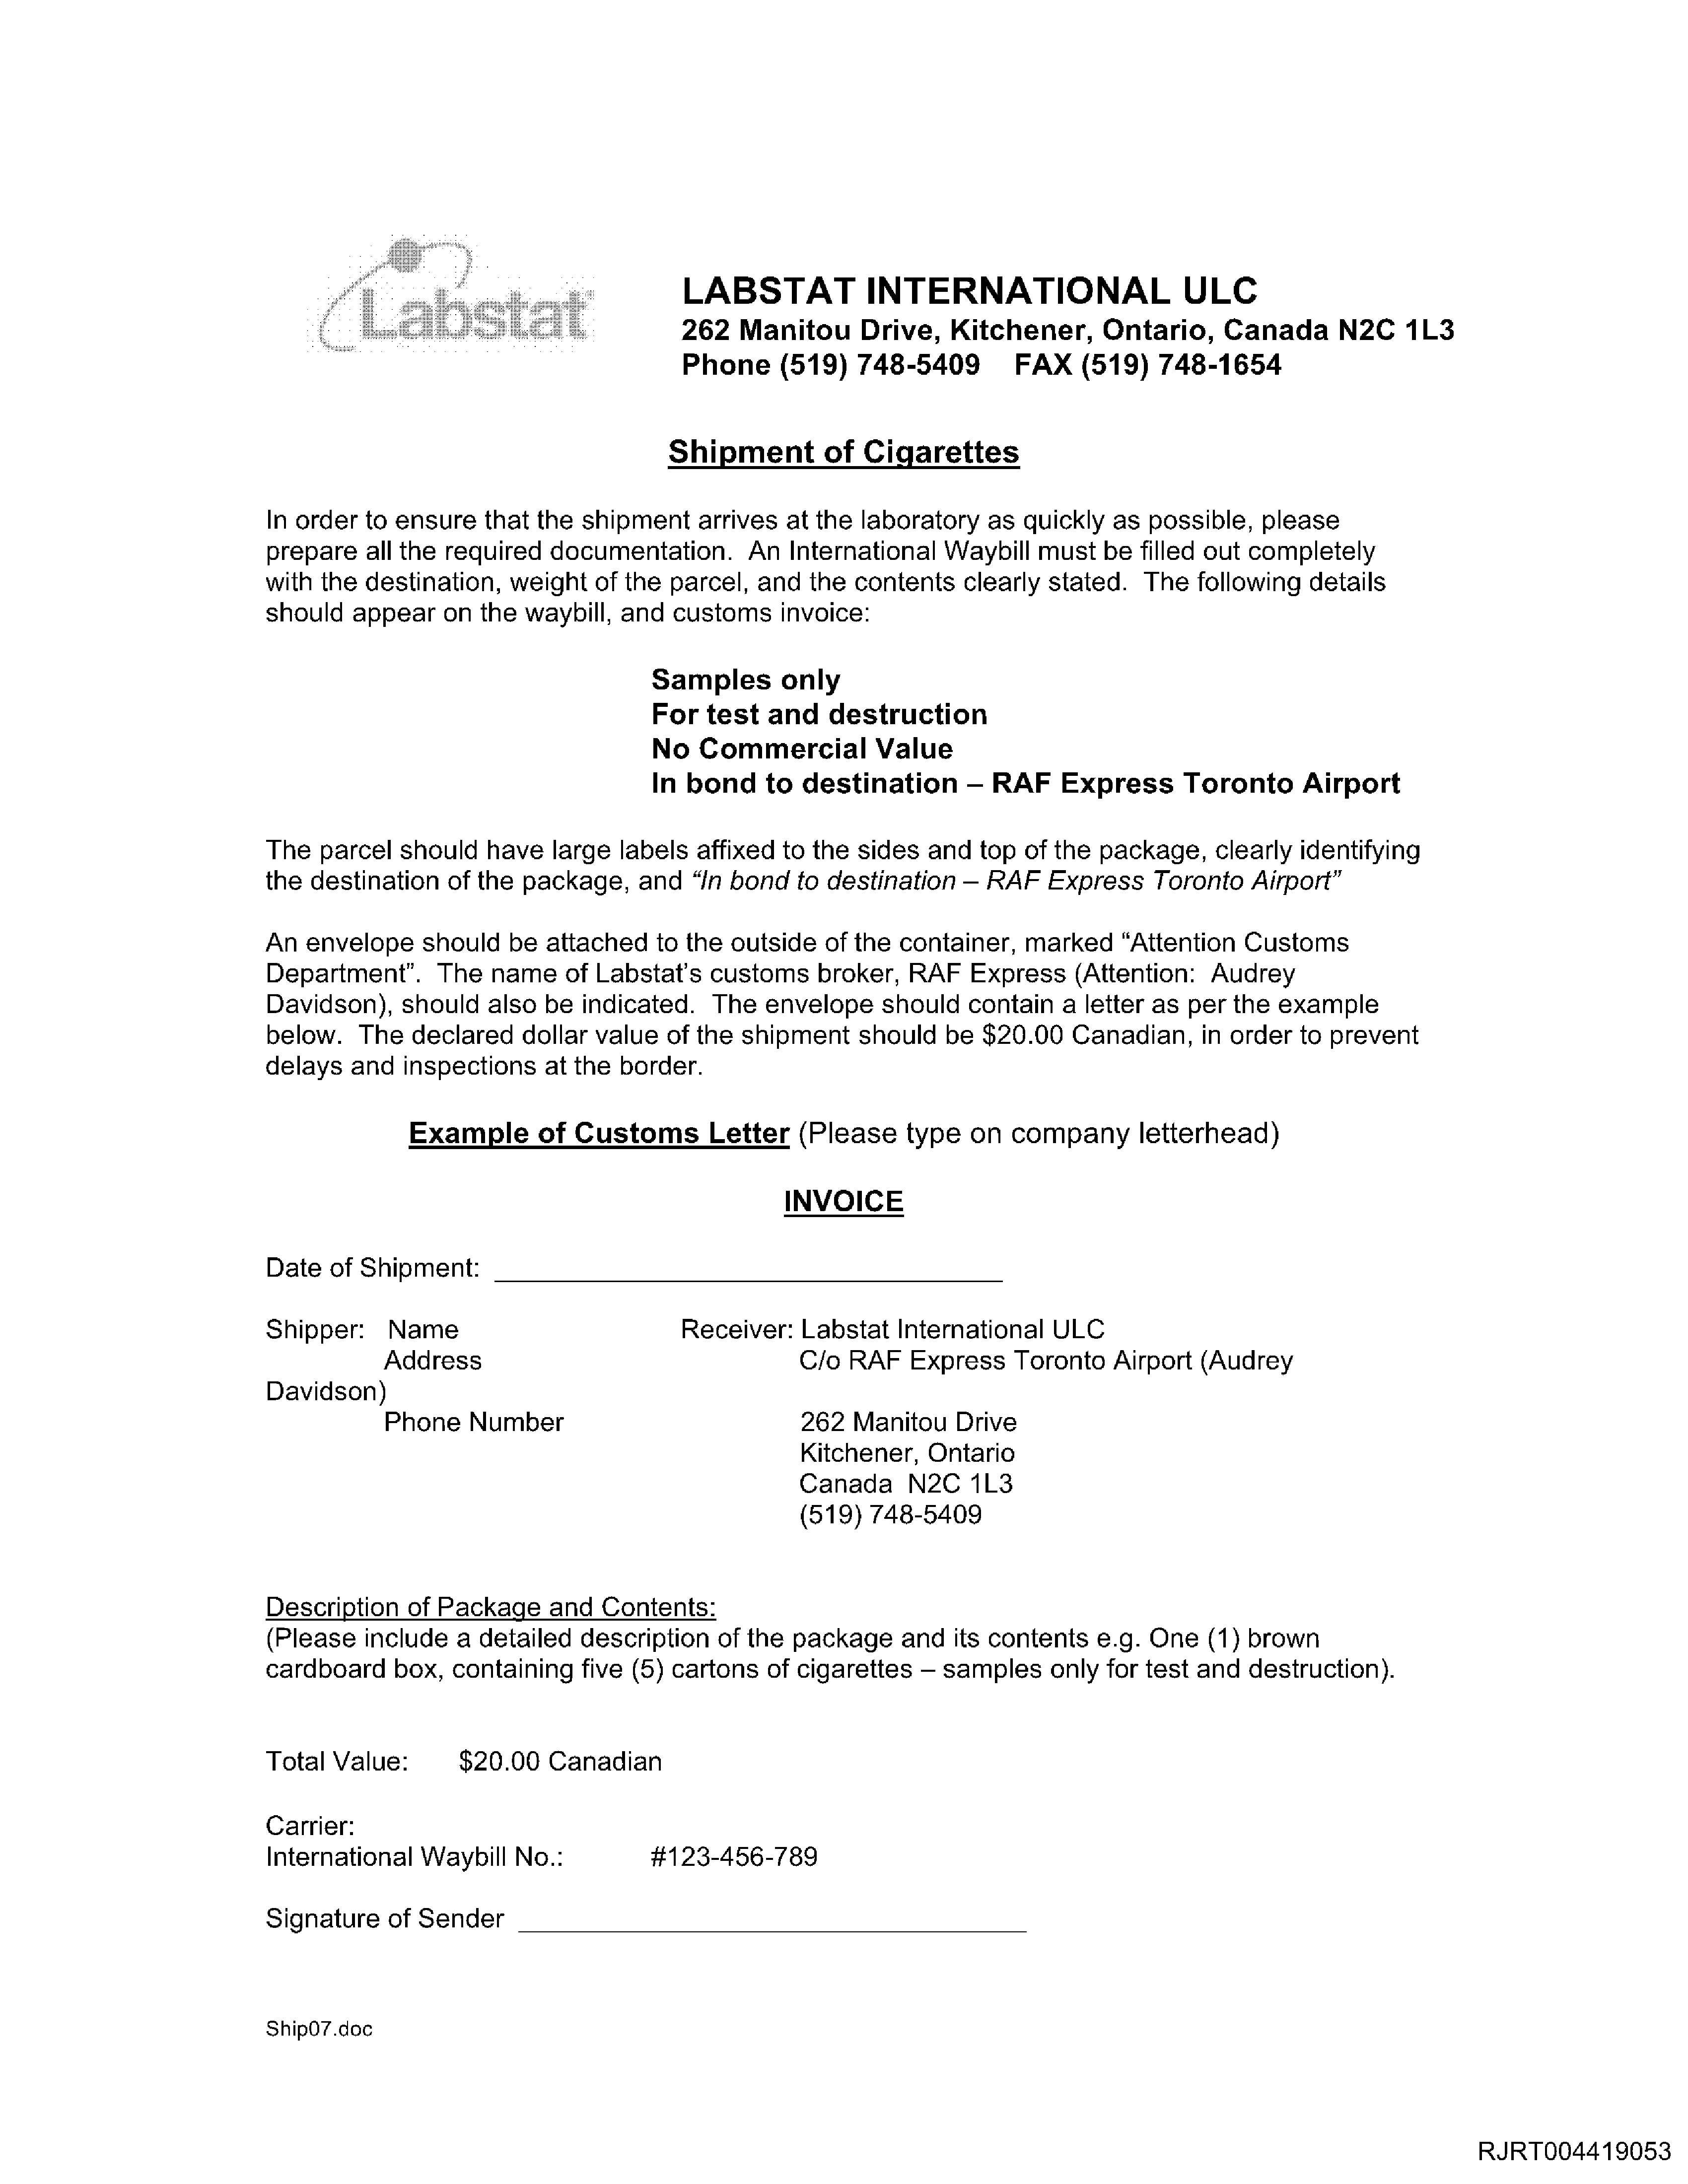 Labstat
LABSTAT INTERNATIONAL ULC
262 Manitou Drive, Kitchener, Ontario, Canada N2C 1L3
Phone (519) 748-5409 FAX (519) 748-1654
Shipment of Cigarettes
In order to ensure that the shipment arrives at the laboratory as quickly as possible, please
prepare all the required documentation. An International Waybill must be filled out completely
with the destination, weight of the parcel, and the contents clearly stated. The following details
should appear on the waybill, and customs invoice:
Samples only
For test and destruction
No Commercial Value
In bond to destination – RAF Express Toronto Airport
The parcel should have large labels affixed to the sides and top of the package, clearly identifying
the destination of the package, and “In bond to destination – RAF Express Toronto Airport”
An envelope should be attached to the outside of the container, marked “Attention Customs
Department”. The name of Labstat’s customs broker, RAF Express (Attention: Audrey
Davidson), should also be indicated. The envelope should contain a letter as per the example
below. The declared dollar value of the shipment should be $20.00 Canadian, in order to prevent
delays and inspections at the border.
Example of Customs Letter (Please type on company letterhead)
INVOICE
Date of Shipment:
Shipper: Name Receiver: Labstat International ULC
Address C/o RAF Express Toronto Airport (Audrey
Davidson)
Phone Number 262 Manitou Drive
Kitchener, Ontario
Canada N2C 1L3
(519) 748-5409
Description of Package and Contents:
(Please include a detailed description of the package and its contents e.g. One (1) brown
cardboard box, containing five (5) cartons of cigarettes – samples only for test and destruction).
Total Value: $20.00 Canadian
Carrier:
International Waybill No.: #123-456-789
Signature of Sender
Ship07.doc
RJRT004419053